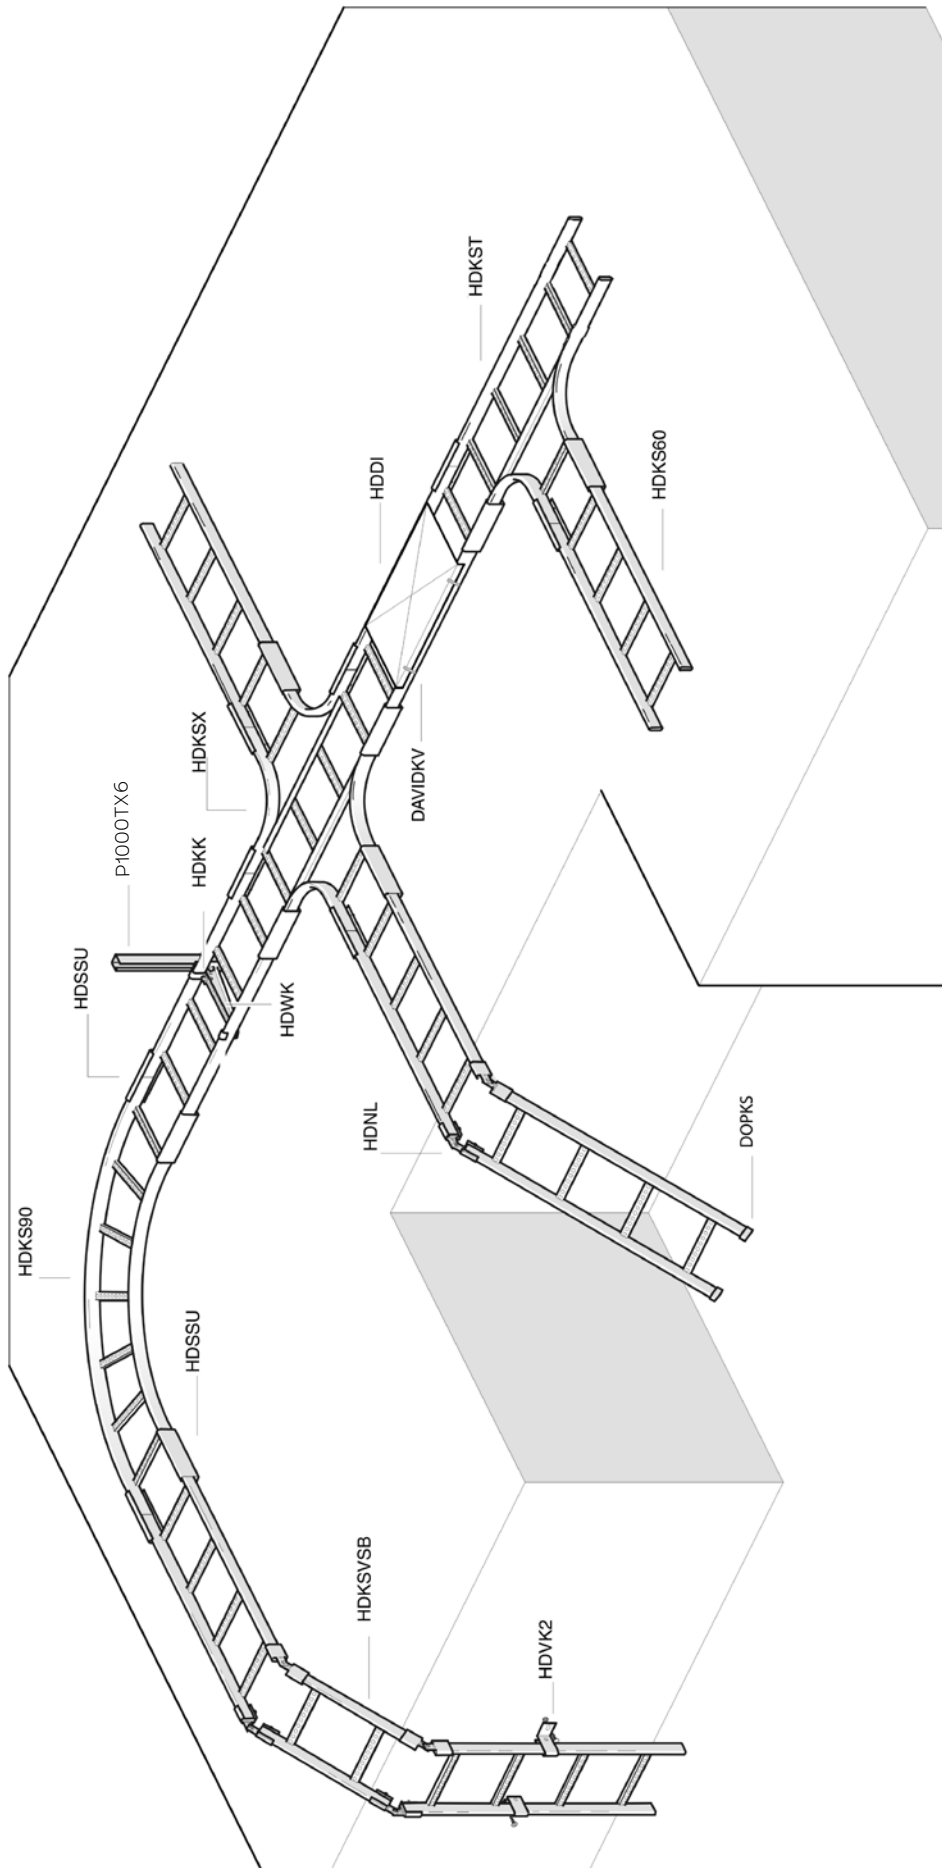 HDKST
HDKS60
HDDI
HDKSX
DAVIDKV
P1000TX6
HDKK
HDSSU
HDWK
HDNL
DOPKS
HDKS90
HDSSU
HDKSVSB
HDVK2